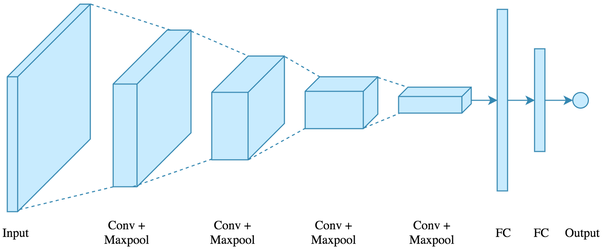 Input
Conv +
Maxpool
Conv +
Maxpool
Conv +
Maxpool
Conv +
Maxpool
FC
FC
Output